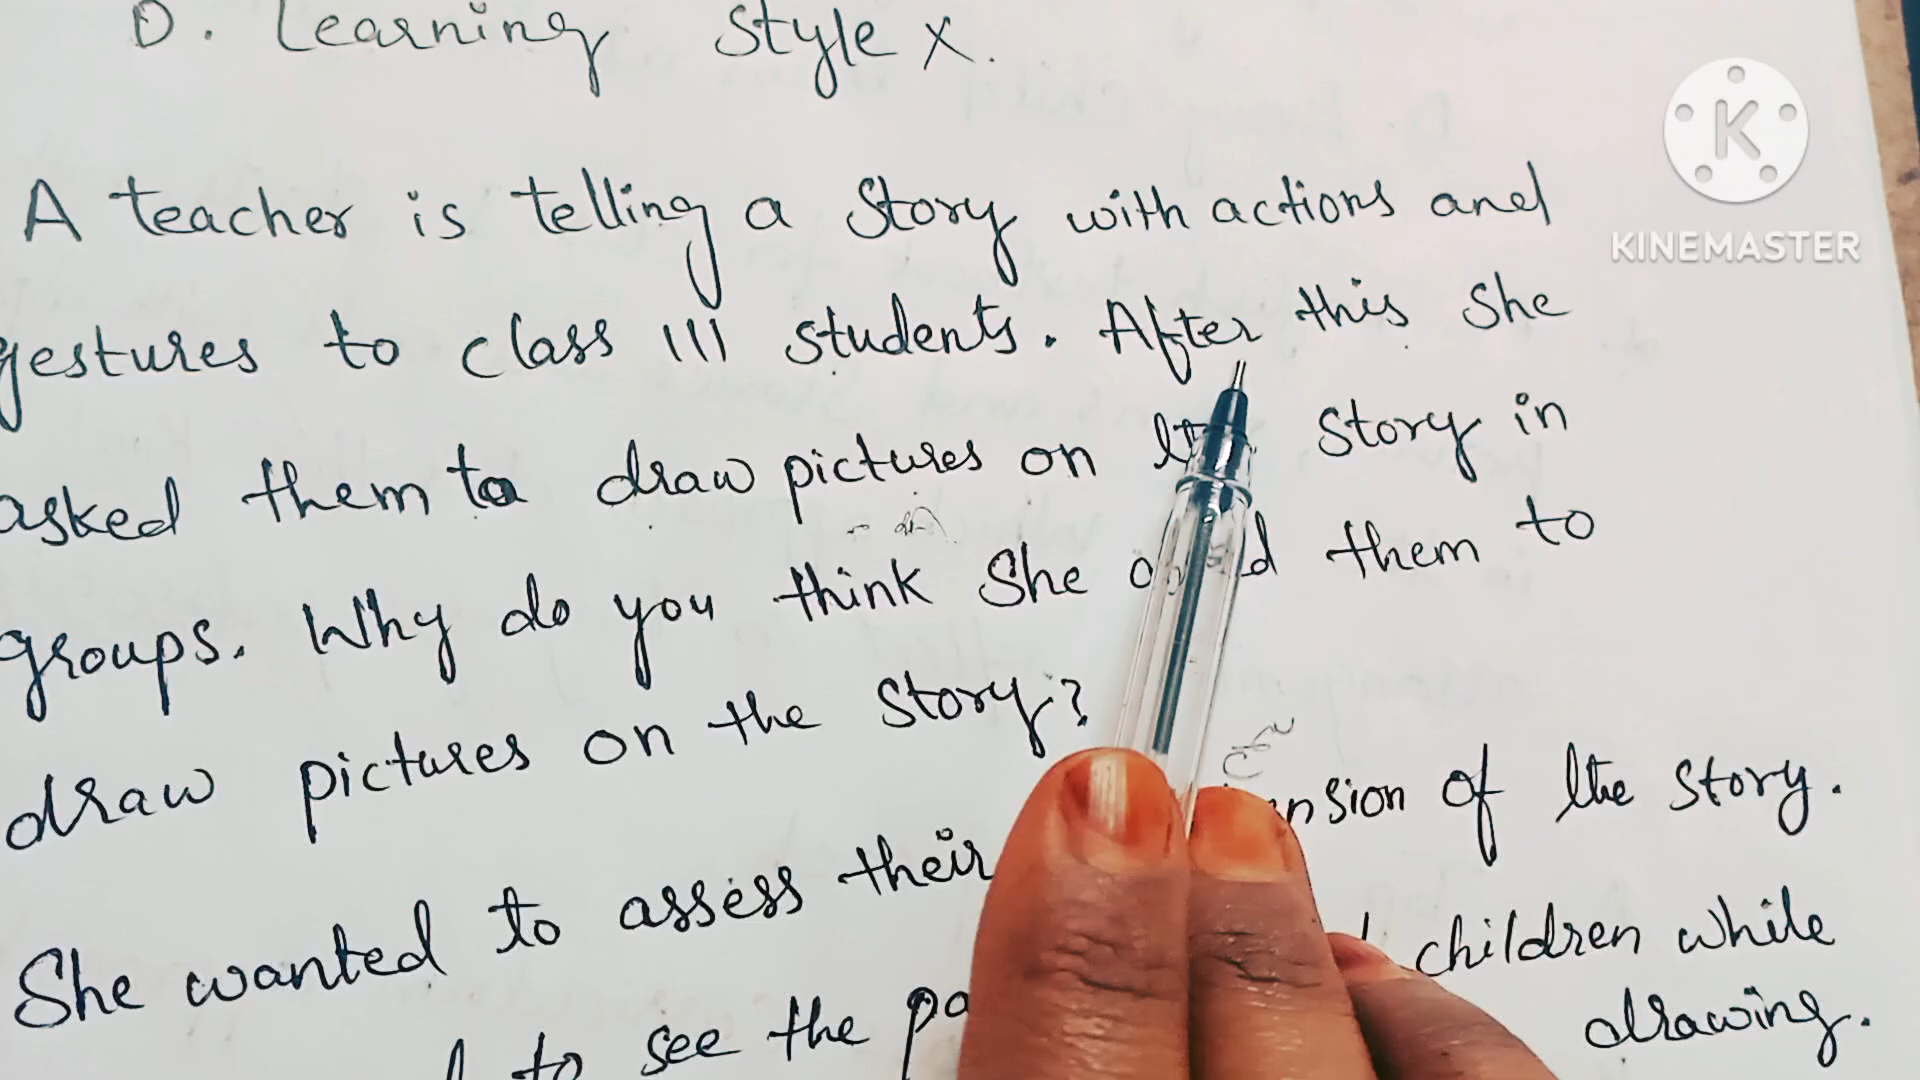 D. Learning Style X.
A teacher is telling a Story with actions and
gestures to class III students. After this She
asked them to draw pictures on story in
groups. Why do you think She them to
draw pictures on the Story?
She wanted to assess their of the story.
to see the children while
drawing.
K
KINEMASTER